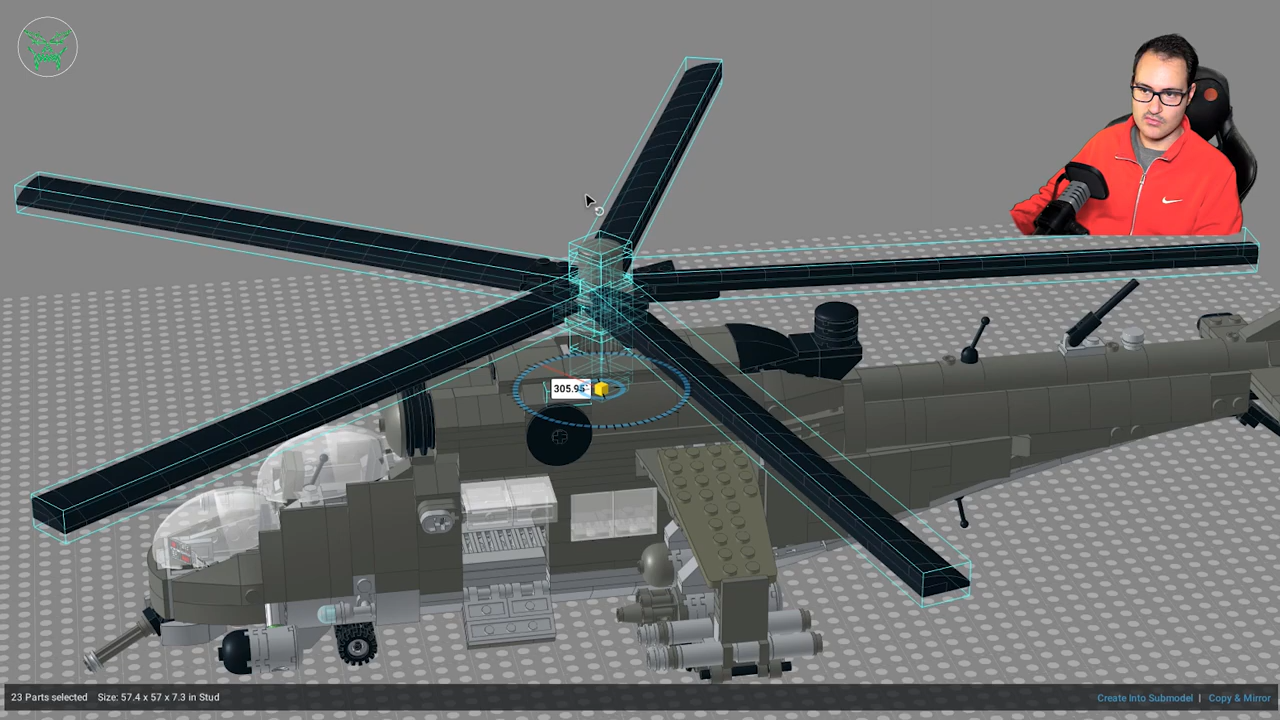 305.95°
23 Parts selected Size: 57.4 x 57 x 7.3 in Stud
Create Into Submodel | Copy & Mirror